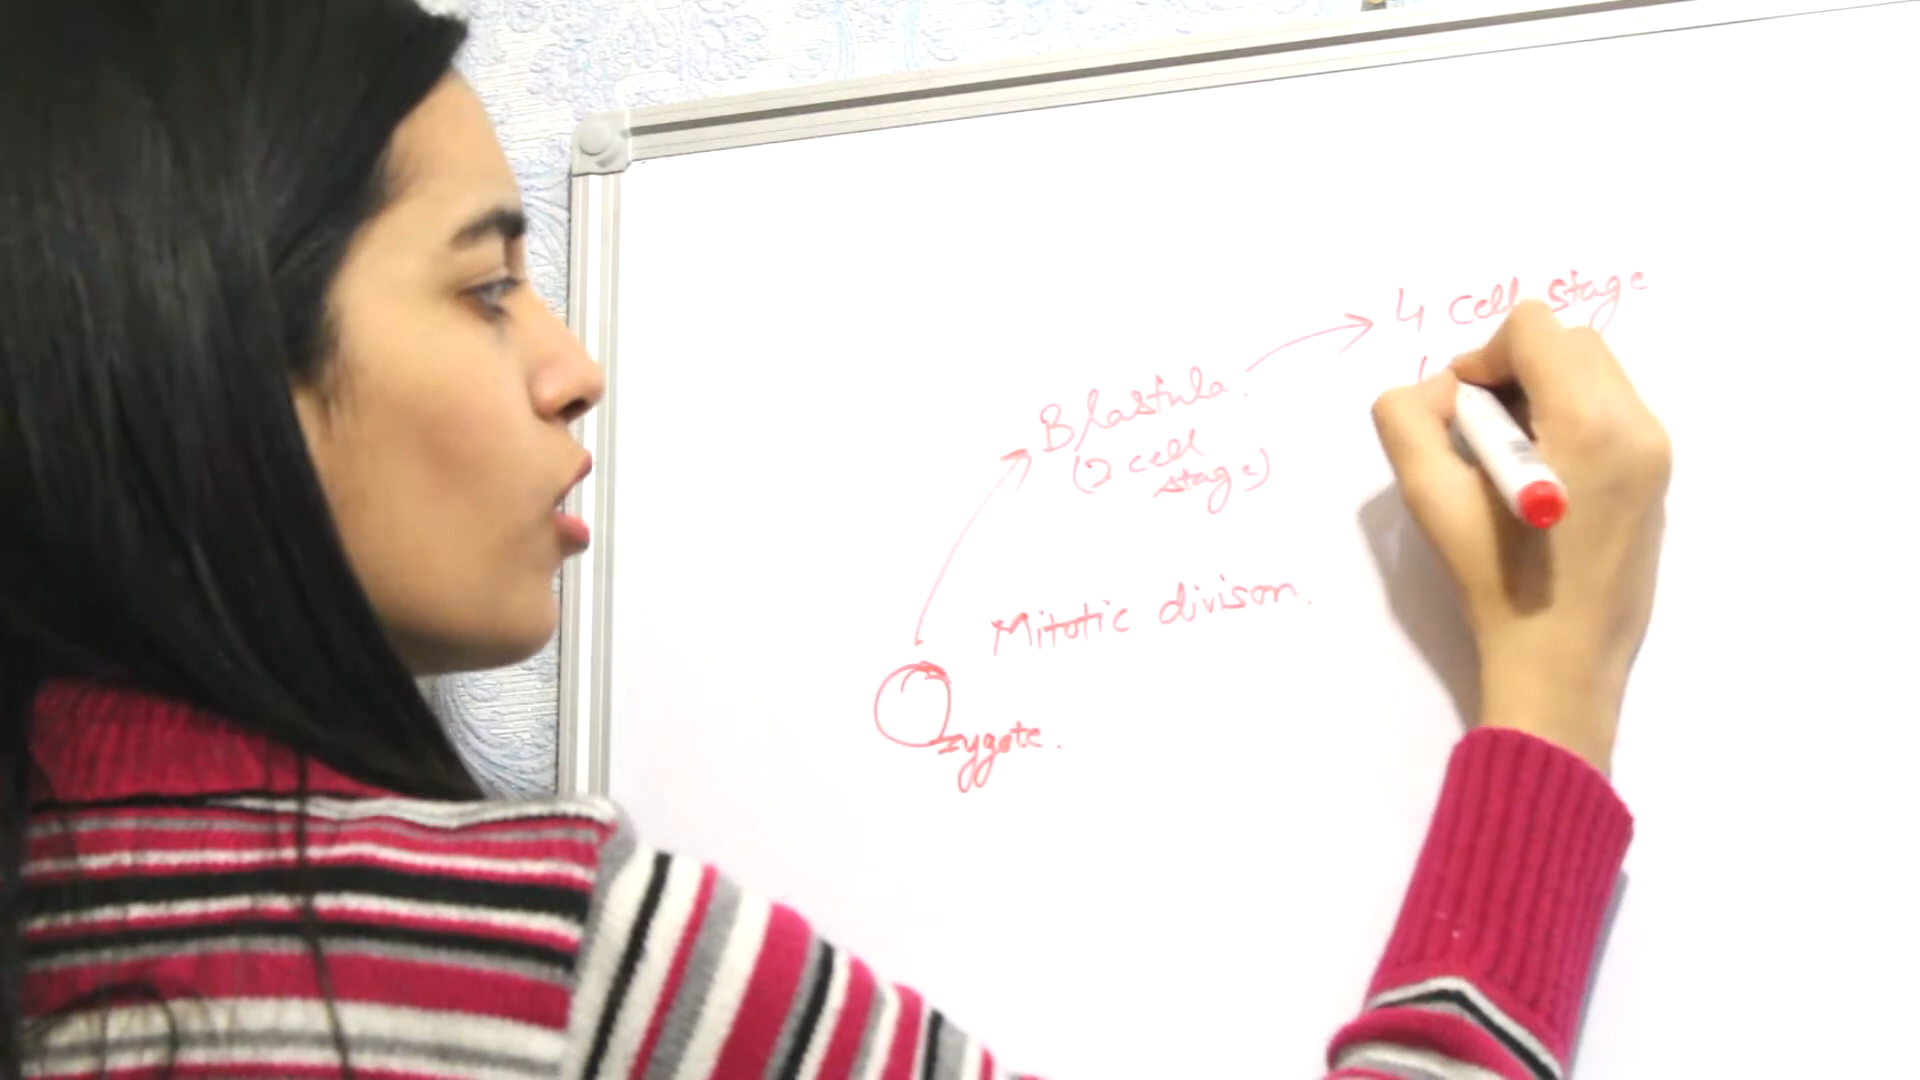 4 cell stage
Blastula.
(2 cell
stage)
Mitotic divison.
zygote.